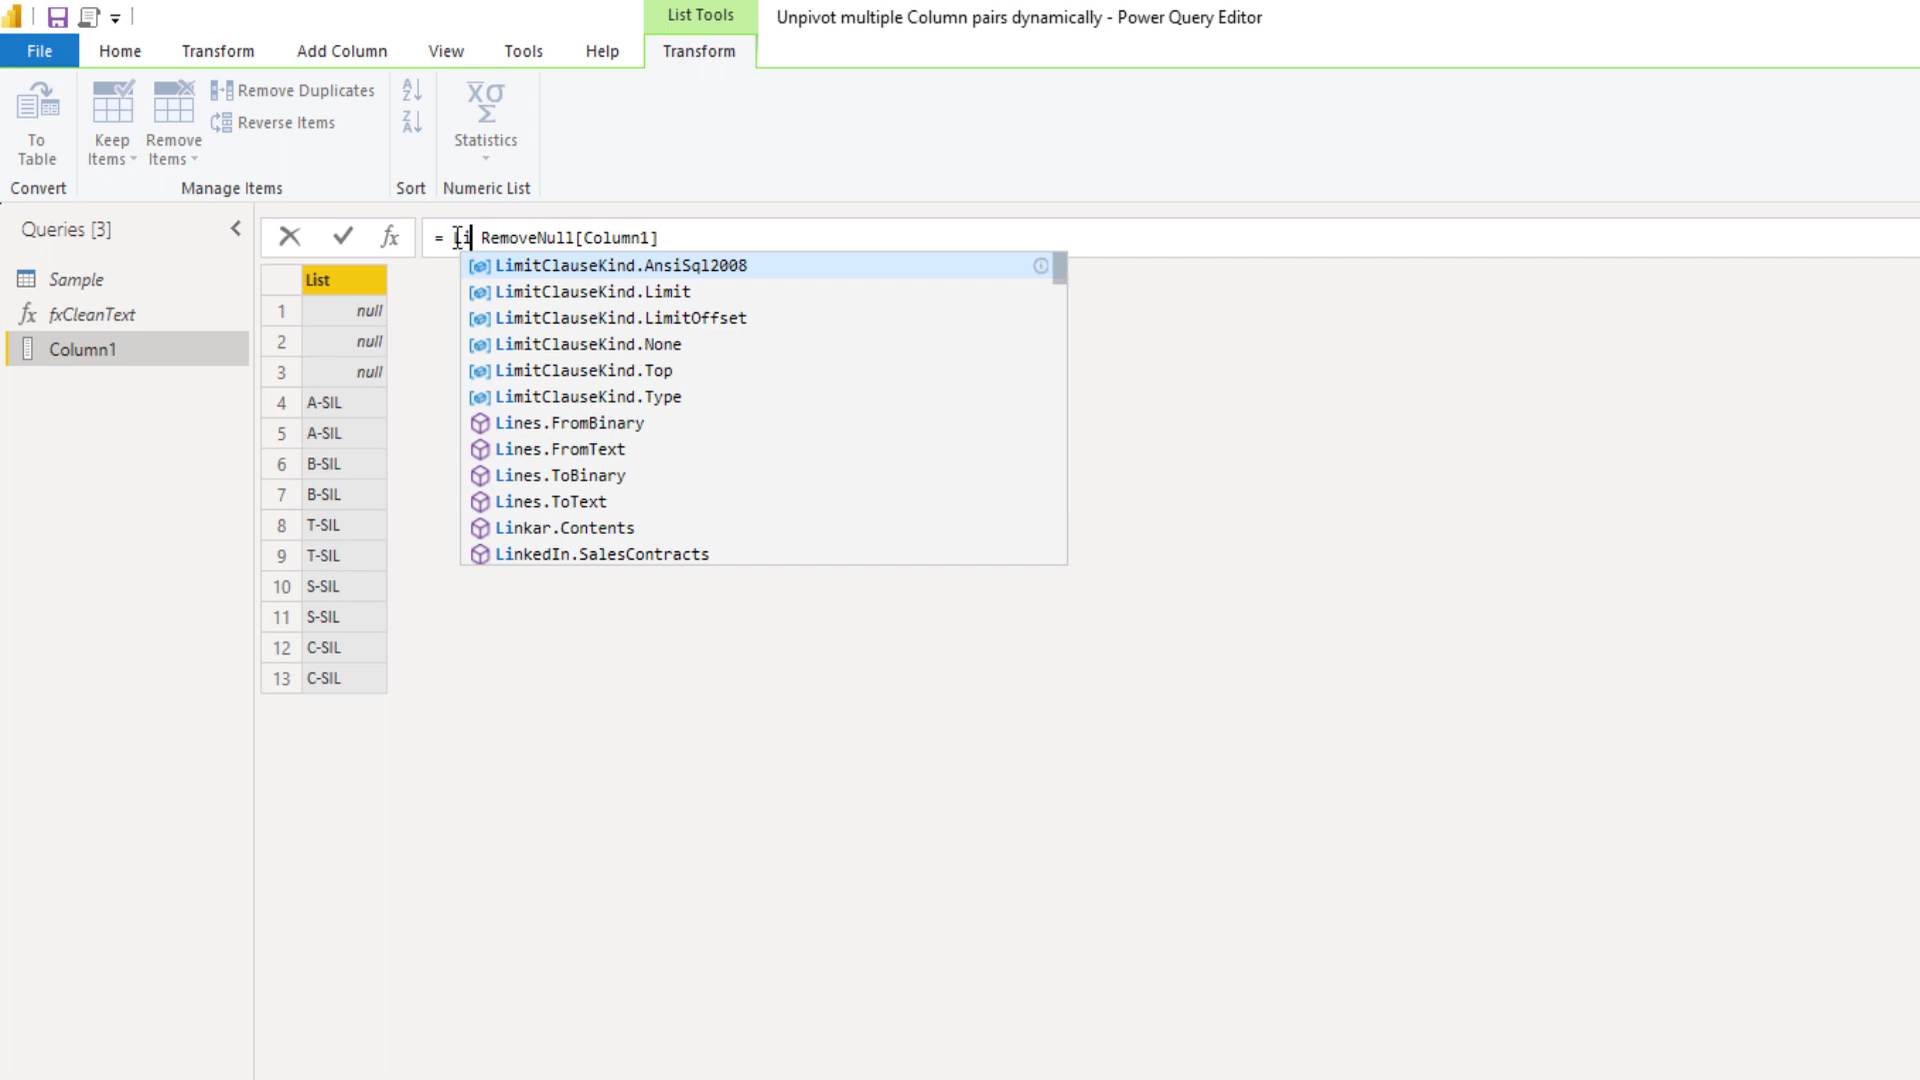 List Tools
Unpivot multiple Column pairs dynamically - Power Query Editor
File Home Transform Add Column View Tools Help Transform
To Table
Keep Items
Remove Items
Remove Duplicates
Reverse Items
A Z
Z A
Statistics
Convert
Manage Items
Sort
Numeric List
Queries [3]
Sample
fxCleanText
Column1
fx
= Li RemoveNull[Column1]
LimitClauseKind.AnsiSql2008
LimitClauseKind.Limit
LimitClauseKind.LimitOffset
LimitClauseKind.None
LimitClauseKind.Top
LimitClauseKind.Type
Lines.FromBinary
Lines.FromText
Lines.ToBinary
Lines.ToText
Linkar.Contents
LinkedIn.SalesContracts
List
1 null
2 null
3 null
4 A-SIL
5 A-SIL
6 B-SIL
7 B-SIL
8 T-SIL
9 T-SIL
10 S-SIL
11 S-SIL
12 C-SIL
13 C-SIL